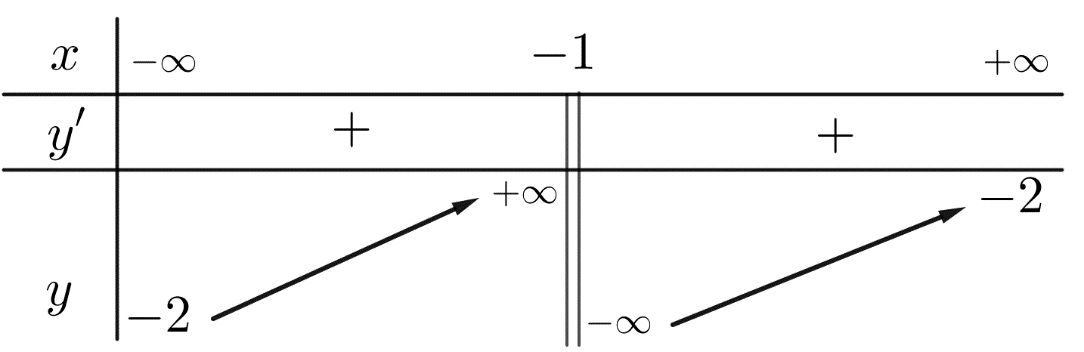 x −∞ −1 +∞
y′ + +
+∞ −2
y −2 −∞